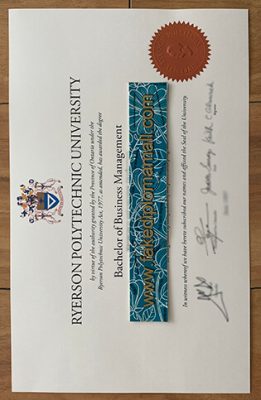 RYERSON POLYTECHNIC UNIVERSITY
by virtue of the authority granted by the Province of Ontario under the
Ryerson Polytechnic University Act, 1977, as amended, has awarded the degree
Bachelor of Business Management
www.fakediplomamall.com
In witness whereof we have hereto subscribed our names and affixed the Seal of the University.